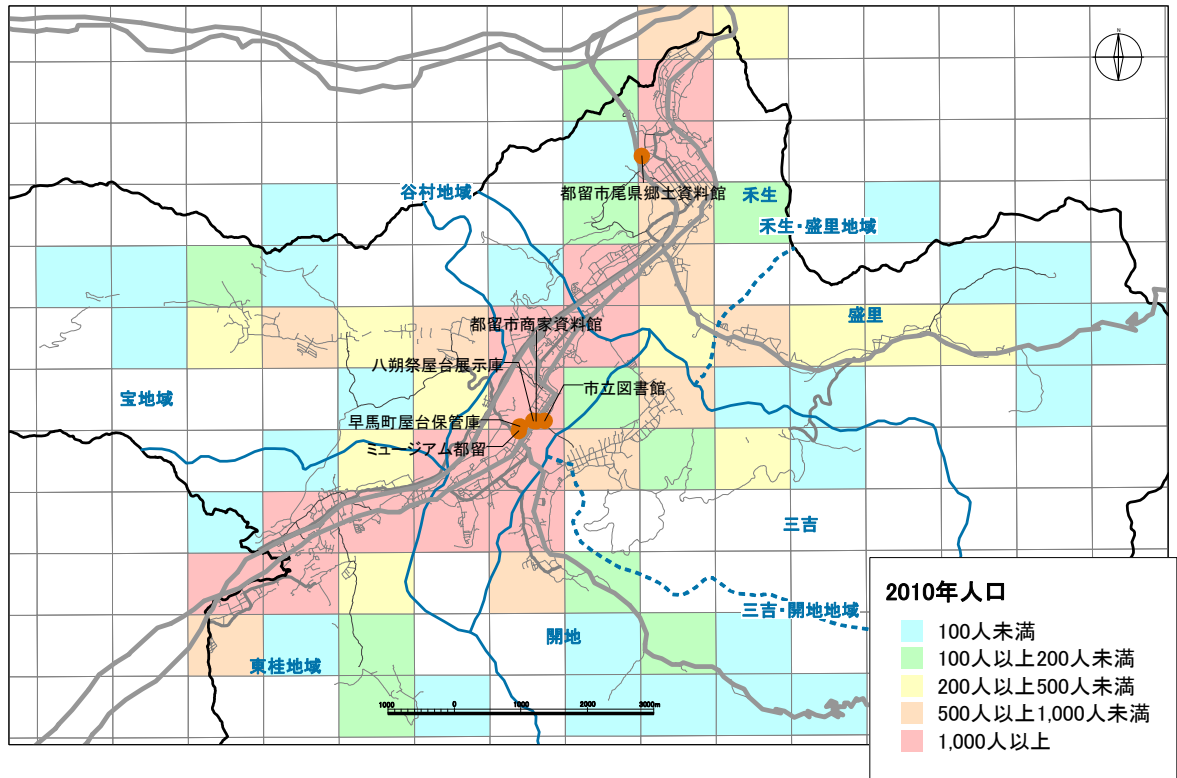 N
都留市尾県郷土資料館
谷村地域
禾生
禾生・盛里地域
都留市商家資料館
盛里
八朔祭屋台展示庫
市立図書館
宝地域
早馬町屋台保管庫
ミュージアム都留
三吉
三吉・開地地域
開地
東桂地域
1000 0 1000 2000 3000m
2010年人口
100人未満
100人以上200人未満
200人以上500人未満
500人以上1,000人未満
1,000人以上